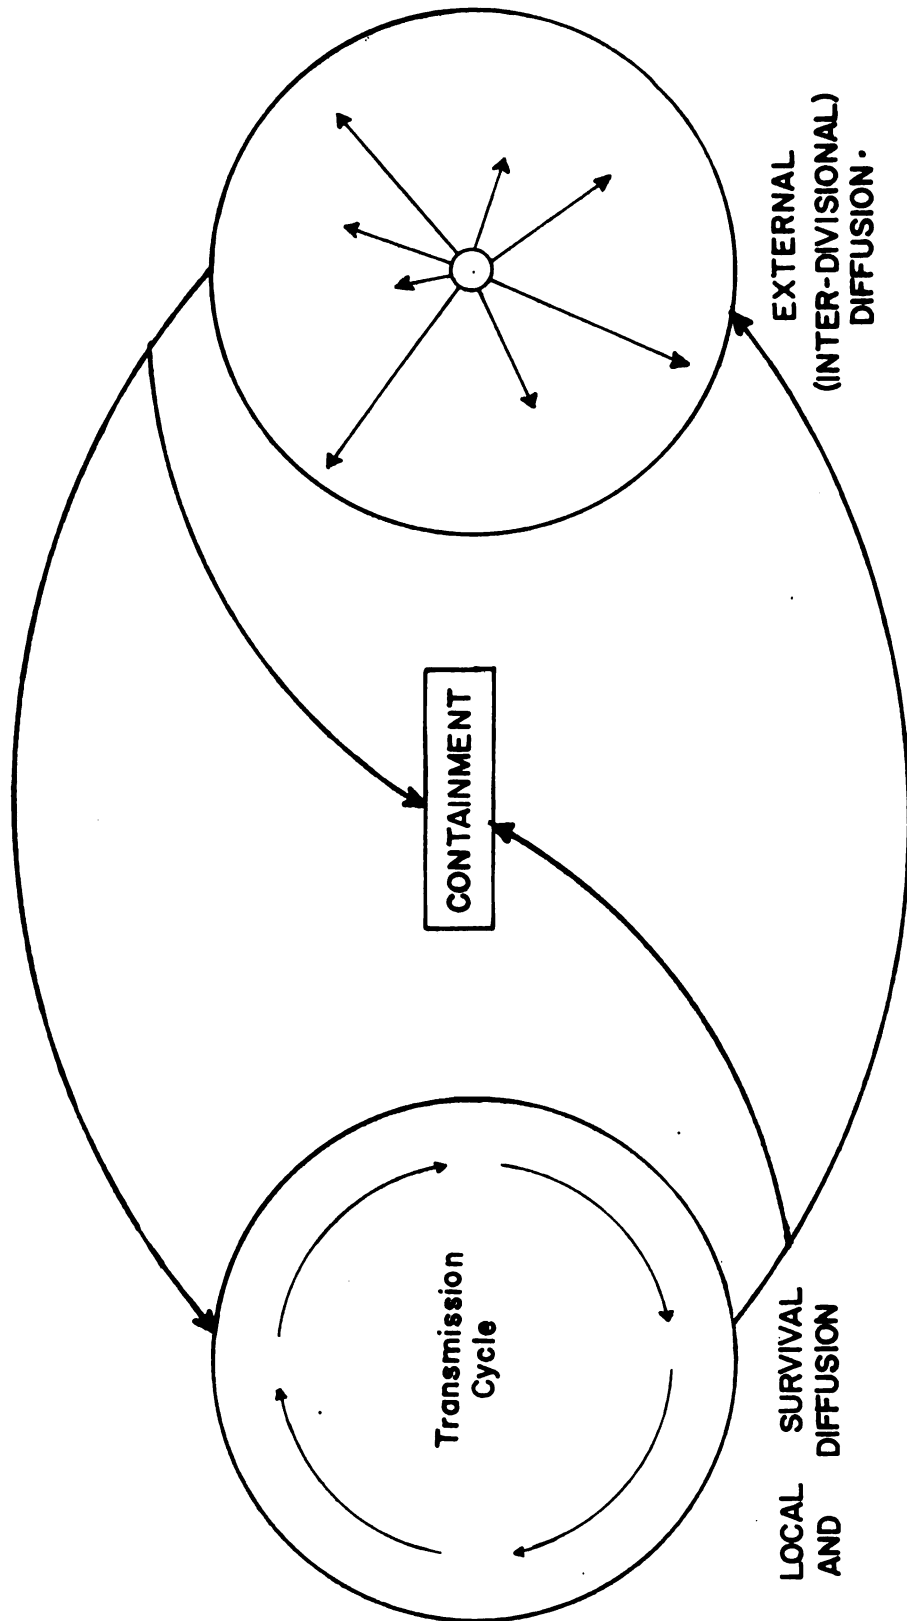 Transmission
Cycle
LOCAL SURVIVAL
AND DIFFUSION
CONTAINMENT
EXTERNAL
(INTER-DIVISIONAL)
DIFFUSION.